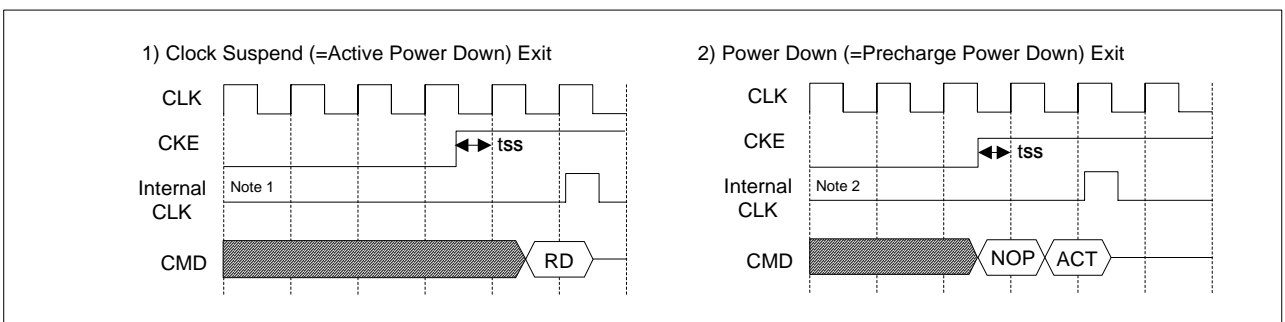 1) Clock Suspend (=Active Power Down) Exit
CLK
CKE
tss
Internal
CLK
Note 1
CMD
RD
2) Power Down (=Precharge Power Down) Exit
CLK
CKE
tss
Internal
CLK
Note 2
CMD
NOP
ACT